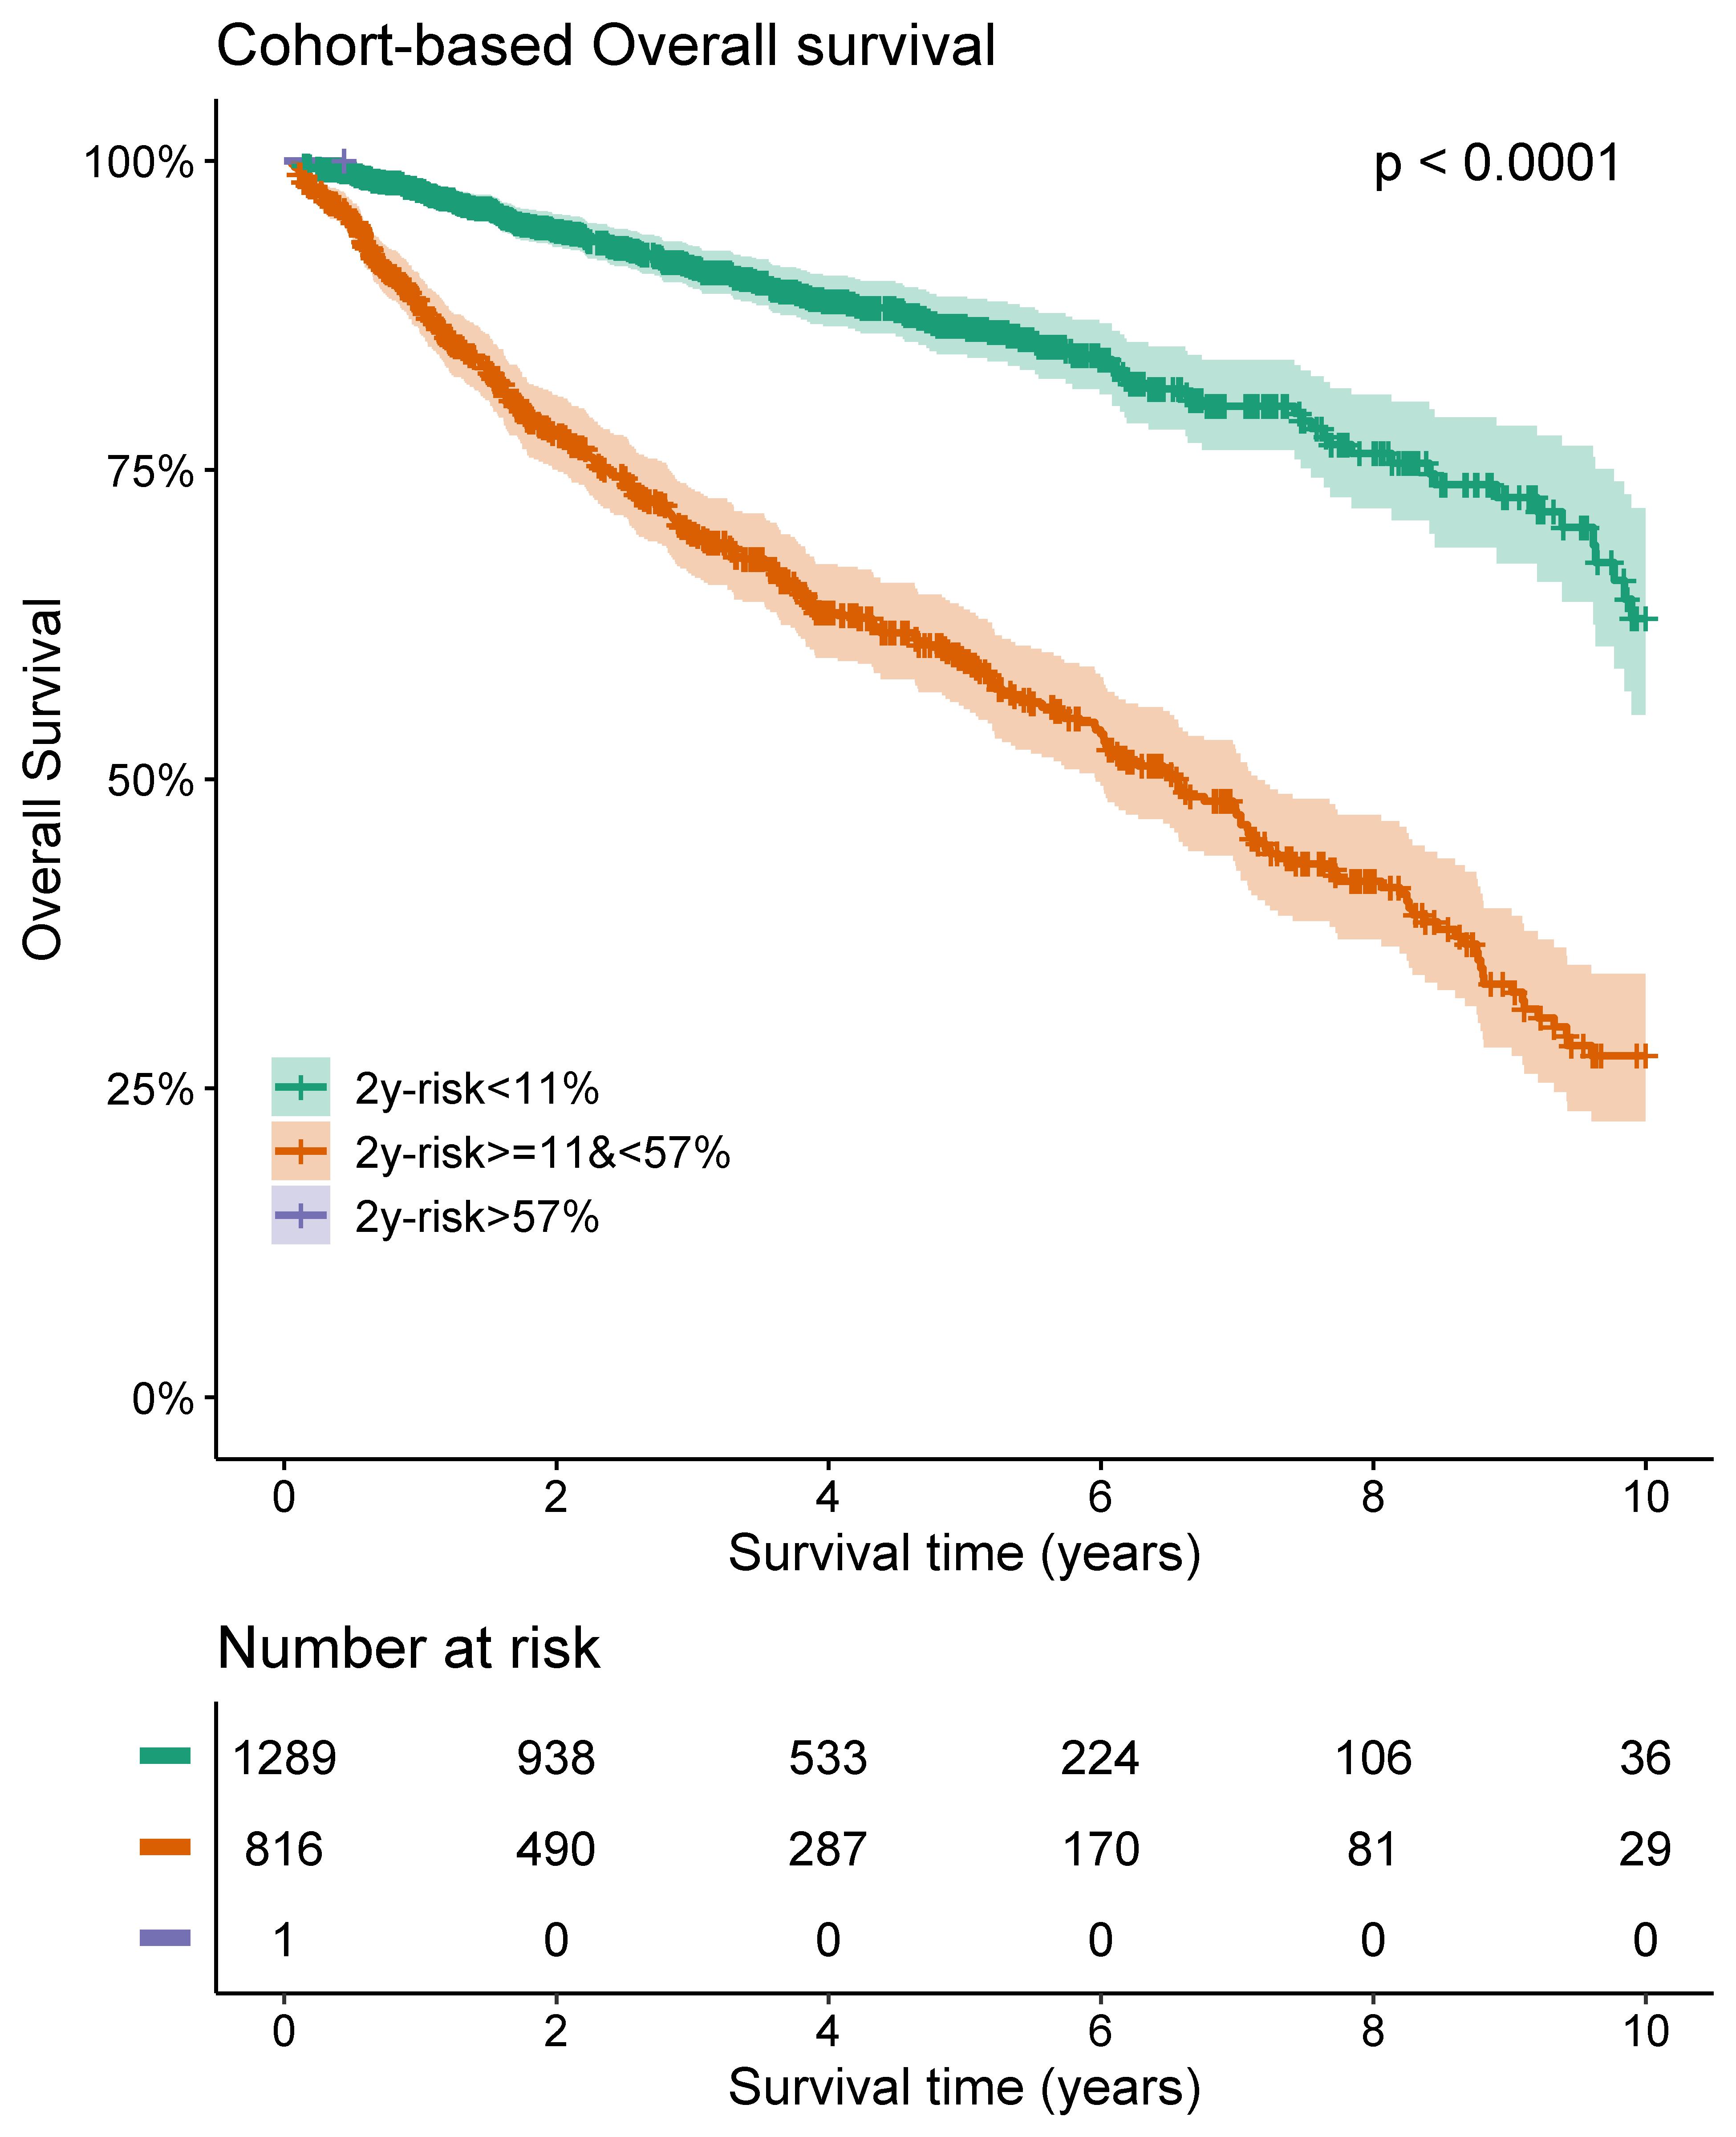 Cohort-based Overall survival
p < 0.0001
100%
75%
50%
25%
0%
Overall Survival
2y-risk<11%
2y-risk>=11&<57%
2y-risk>57%
0 2 4 6 8 10
Survival time (years)
Number at risk
1289 938 533 224 106 36
816 490 287 170 81 29
1 0 0 0 0 0
0 2 4 6 8 10
Survival time (years)